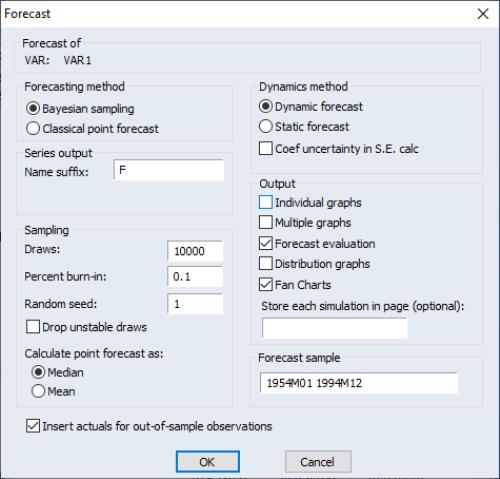 Forecast
Forecast of
VAR: VAR1
Forecasting method
Bayesian sampling
Classical point forecast
Series output
Name suffix: F
Sampling
Draws: 10000
Percent burn-in: 0.1
Random seed: 1
Drop unstable draws
Calculate point forecast as:
Median
Mean
Dynamics method
Dynamic forecast
Static forecast
Coef uncertainty in S.E. calc
Output
Individual graphs
Multiple graphs
Forecast evaluation
Distribution graphs
Fan Charts
Store each simulation in page (optional):
Forecast sample
1954M01 1994M12
Insert actuals for out-of-sample observations
OK
Cancel